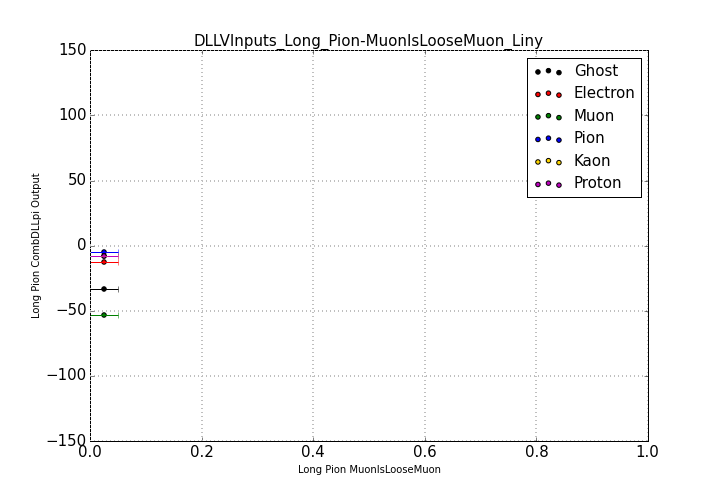 DLLVInputs_Long_Pion-MuonIsLooseMuon_Liny
150
100
50
0
−50
−100
−150
Long Pion CombDLLpi Output
Ghost
Electron
Muon
Pion
Kaon
Proton
0.0 0.2 0.4 0.6 0.8 1.0
Long Pion MuonIsLooseMuon